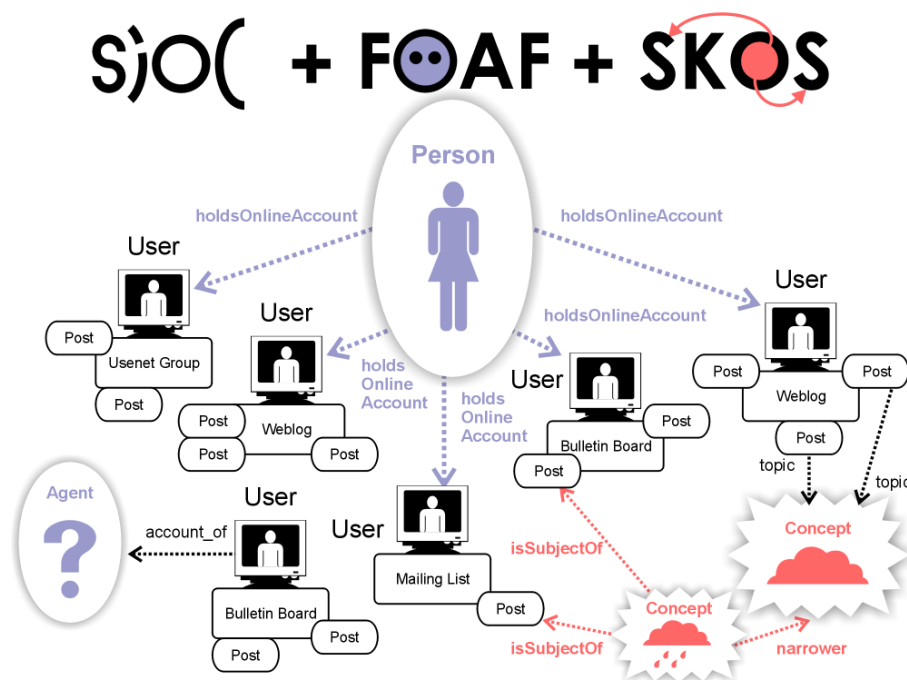 SiOC + FOAF + SKOS
Person
holdsOnlineAccount
holdsOnlineAccount
User
User
User
holdsOnlineAccount
Post
Usenet Group
Post
holds
Online
Account
holds
Online
Account
User
Post
Weblog
Post
Post
Post
Weblog
Post
Post
Post
Bulletin Board
Post
topic
topic
Agent
?
account_of
User
Bulletin Board
Post
Post
User
Mailing List
Post
isSubjectOf
isSubjectOf
Concept
Concept
narrower